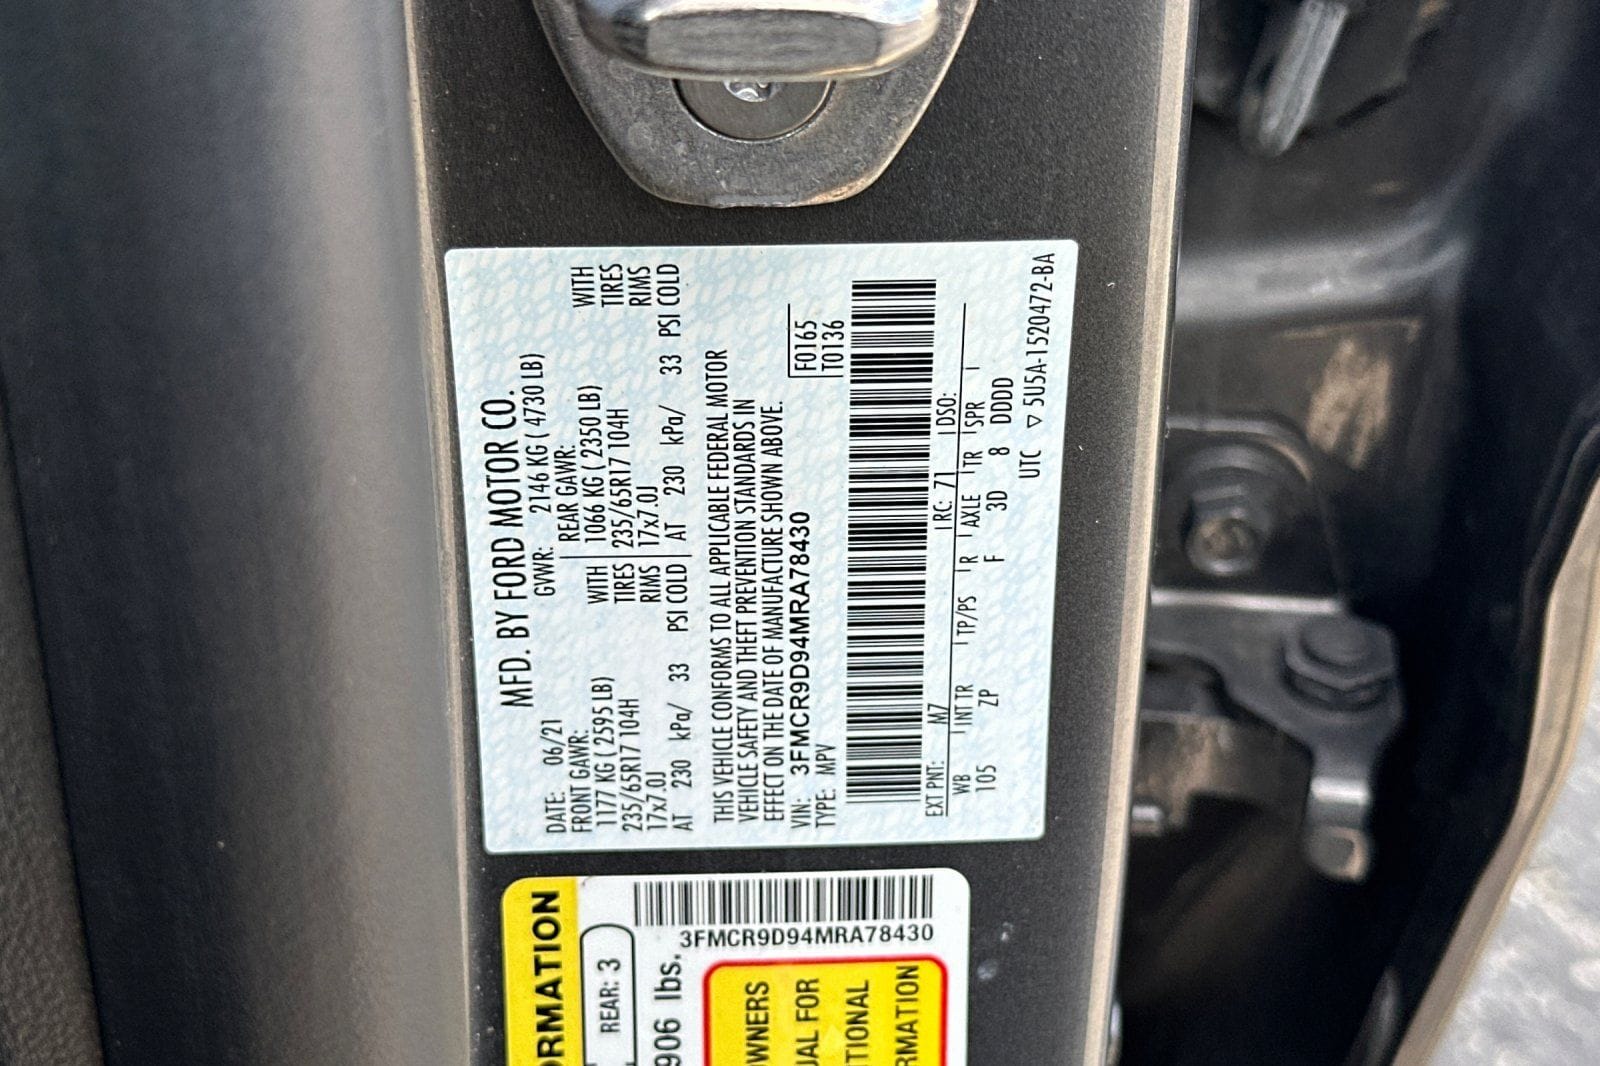 MFD. BY FORD MOTOR CO.
DATE: 06/21 GVWR: 2146 KG ( 4730 LB)
FRONT GAWR: REAR GAWR:
1177 KG ( 2595 LB) WITH 1066 KG ( 2350 LB) WITH
235/65R17 104H TIRES 235/65R17 104H TIRES
17x7.0J RIMS 17x7.0J RIMS
AT 230 kPa/ 33 PSI COLD AT 230 kPa/ 33 PSI COLD
THIS VEHICLE CONFORMS TO ALL APPLICABLE FEDERAL MOTOR
VEHICLE SAFETY AND THEFT PREVENTION STANDARDS IN
EFFECT ON THE DATE OF MANUFACTURE SHOWN ABOVE.
VIN: 3FMCR9D94MRA78430 F0165
TYPE: MPV T0136
EXT PNT: M7 RC: 71 DSO:
WB INT TR TP/PS R AXLE TR SPR
105 ZP F 3D 8 DDDD
UTC ▽ 5U5A-1520472-BA
ORMATION
REAR: 3
3FMCR9D94MRA78430
906 lbs.
OWNERS
UAL FOR
TIONAL
RMATION